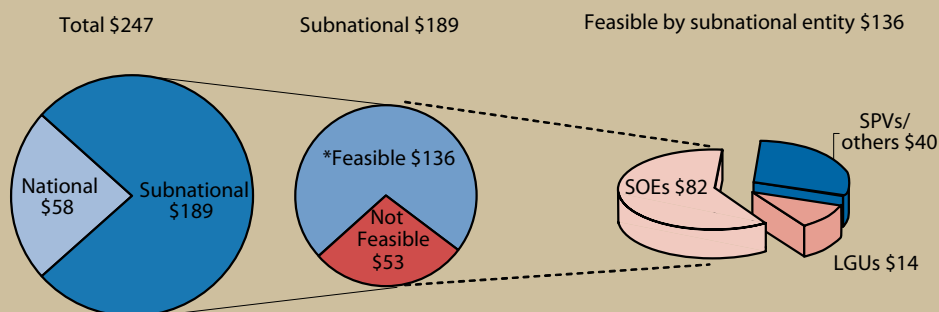 Total $247
Subnational $189
Feasible by subnational entity $136
National
$58
Subnational
$189
*Feasible $136
Not
Feasible
$53
SOEs $82
SPVs/
others $40
LGUs $14